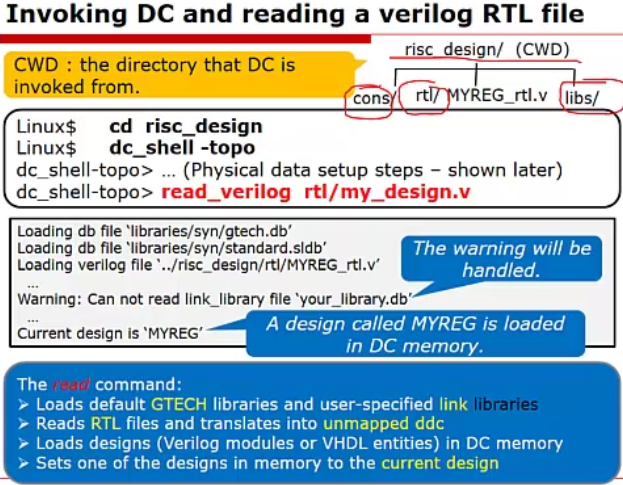 Invoking DC and reading a verilog RTL file
CWD : the directory that DC is
invoked from.
risc_design/ (CWD)
cons/ rtl/ MYREG_rtl.v libs/
Linux$ cd risc_design
Linux$ dc_shell -topo
dc_shell-topo> ... (Physical data setup steps – shown later)
dc_shell-topo> read_verilog rtl/my_design.v
Loading db file ‘libraries/syn/gtech.db’
Loading db file ‘libraries/syn/standard.sldb’
Loading verilog file ‘../risc_design/rtl/MYREG_rtl.v’
...
Warning: Can not read link_library file ‘your_library.db’
...
Current design is ‘MYREG’
The warning will be
handled.
A design called MYREG is loaded
in DC memory.
The read command:
➢ Loads default GTECH libraries and user-specified link libraries
➢ Reads RTL files and translates into unmapped ddc
➢ Loads designs (Verilog modules or VHDL entities) in DC memory
➢ Sets one of the designs in memory to the current design